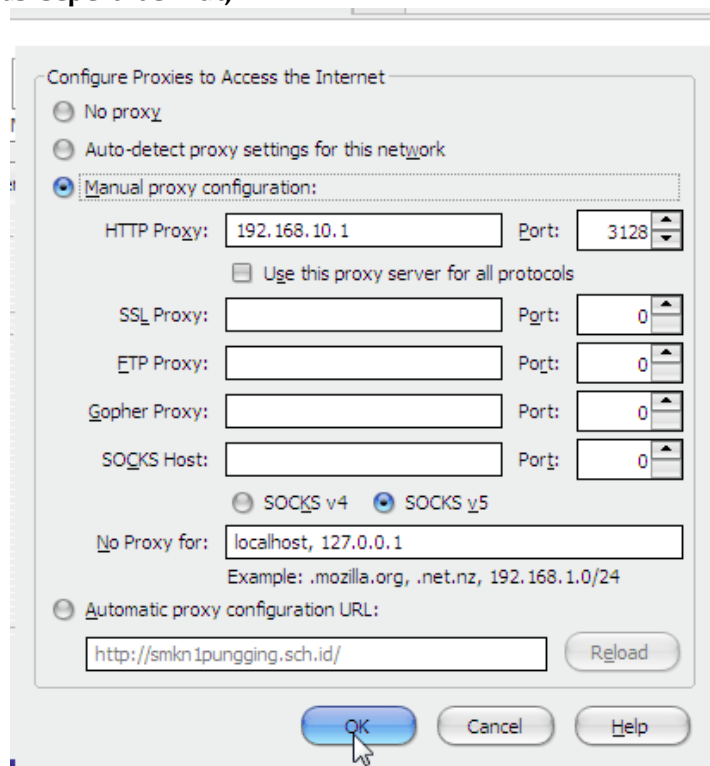 Configure Proxies to Access the Internet
No proxy
Auto-detect proxy settings for this network
Manual proxy configuration:
HTTP Proxy: 192.168.10.1 Port: 3128
Use this proxy server for all protocols
SSL Proxy: Port: 0
FTP Proxy: Port: 0
Gopher Proxy: Port: 0
SOCKS Host: Port: 0
SOCKS v4 SOCKS v5
No Proxy for: localhost, 127.0.0.1
Example: .mozilla.org, .net.nz, 192.168.1.0/24
Automatic proxy configuration URL:
http://smkn1pungging.sch.id/ Reload
OK Cancel Help